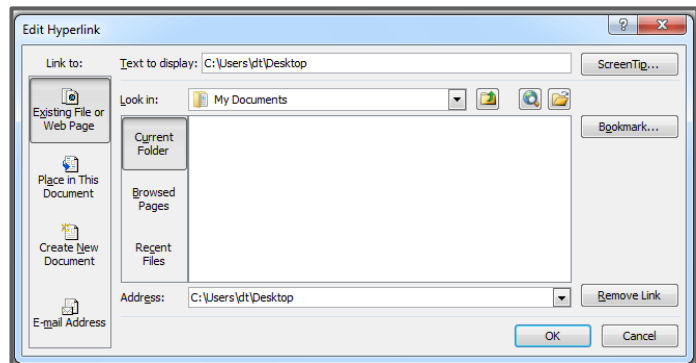 Edit Hyperlink
Link to:
Text to display: C:\Users\dt\Desktop
ScreenTip...
Existing File or
Web Page
Look in: My Documents
Bookmark...
Current
Folder
Place in This
Document
Browsed
Pages
Create New
Document
Recent
Files
Address: C:\Users\dt\Desktop
Remove Link
E-mail Address
OK
Cancel